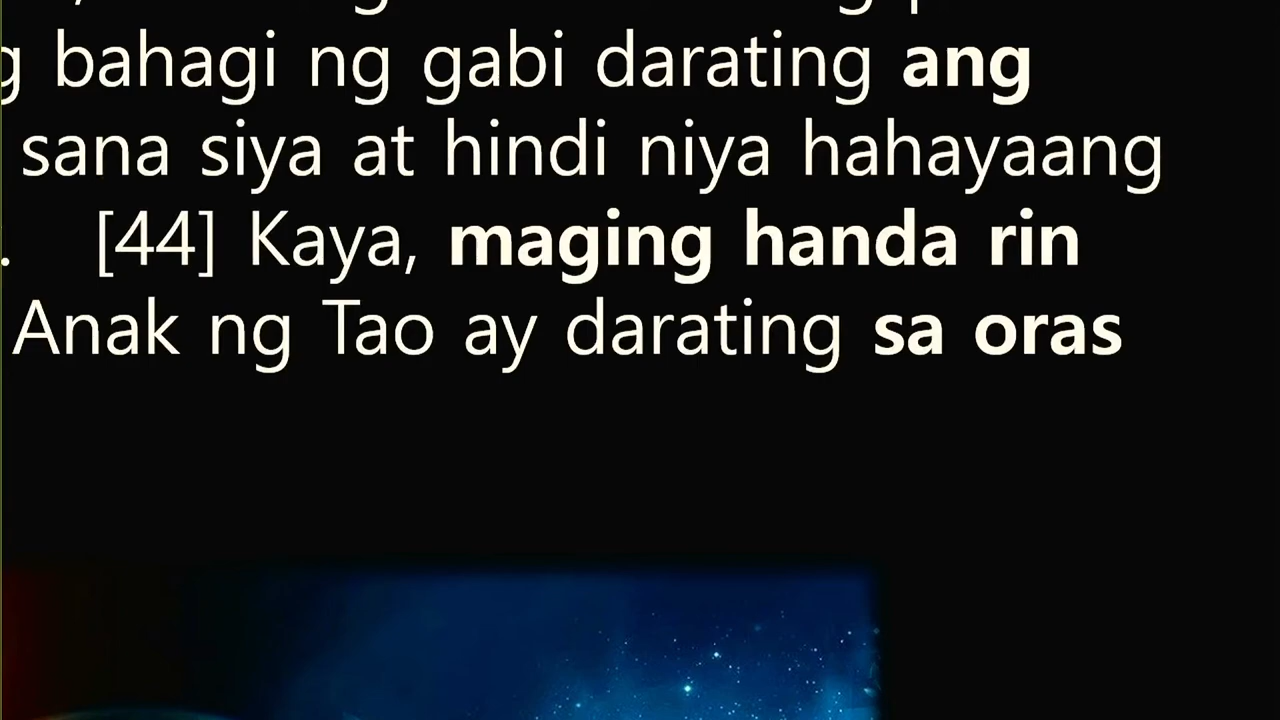 bahagi ng gabi darating ang
sana siya at hindi niya hahayaang
. [44] Kaya, maging handa rin
Anak ng Tao ay darating sa oras